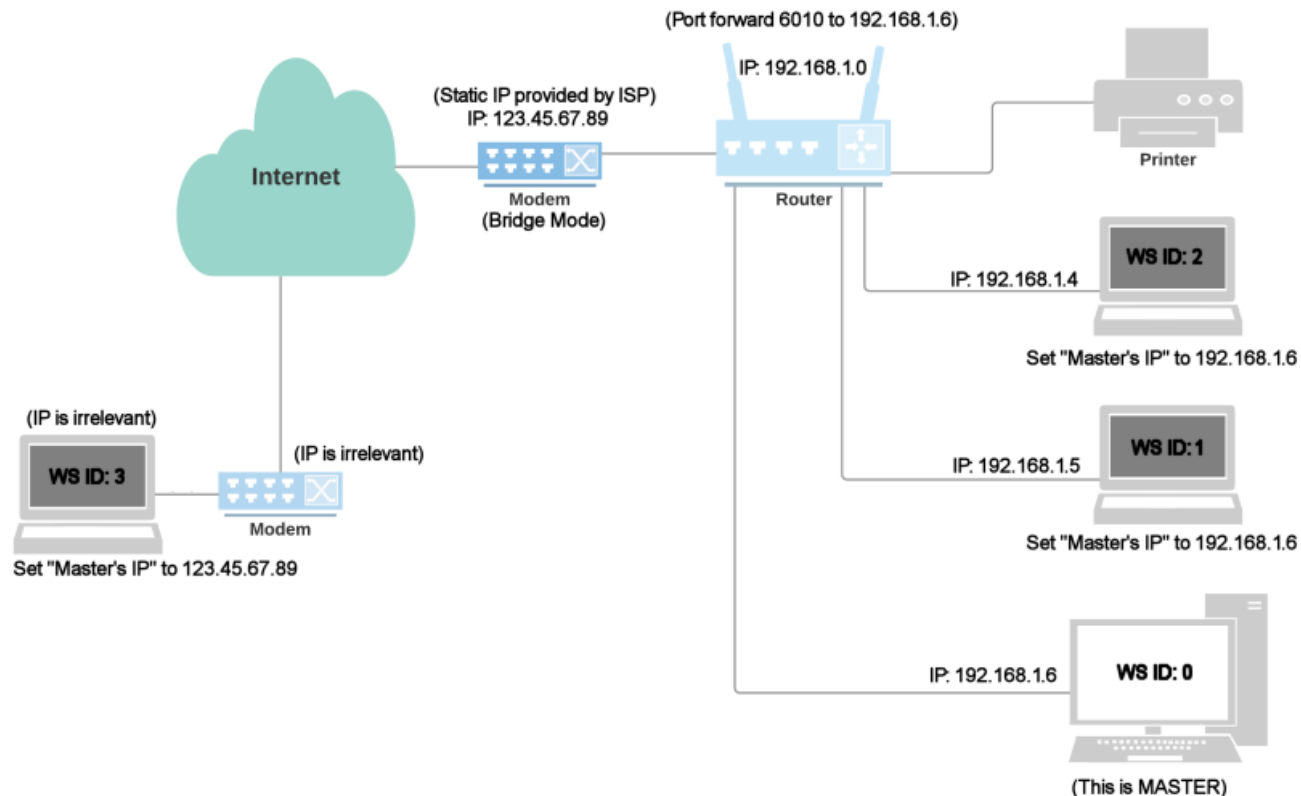 (Port forward 6010 to 192.168.1.6)
IP: 192.168.1.0
(Static IP provided by ISP)
IP: 123.45.67.89
Internet
Modem
(Bridge Mode)
Router
Printer
WS ID: 2
IP: 192.168.1.4
Set "Master's IP" to 192.168.1.6
(IP is irrelevant)
(IP is irrelevant)
WS ID: 3
Modem
Set "Master's IP" to 123.45.67.89
WS ID: 1
IP: 192.168.1.5
Set "Master's IP" to 192.168.1.6
IP: 192.168.1.6
WS ID: 0
(This is MASTER)